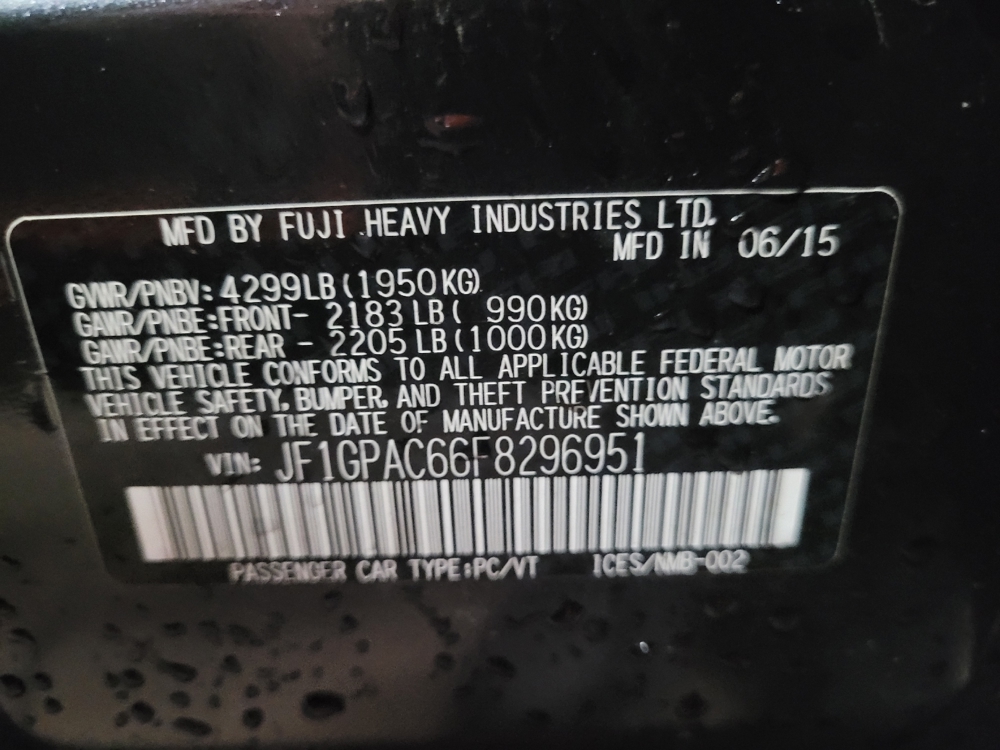 MFD BY FUJI HEAVY INDUSTRIES LTD.
MFD IN 06/15
GVWR/PNBV: 4299LB (1950KG)
GAWR/PNBE: FRONT- 2183 LB ( 990KG)
GAWR/PNBE: REAR - 2205 LB (1000KG)
THIS VEHICLE CONFORMS TO ALL APPLICABLE FEDERAL MOTOR
VEHICLE SAFETY, BUMPER, AND THEFT PREVENTION STANDARDS
IN EFFECT ON THE DATE OF MANUFACTURE SHOWN ABOVE.
VIN: JF1GPAC66F8296951
PASSENGER CAR TYPE:PC/VT ICES/NMB-002